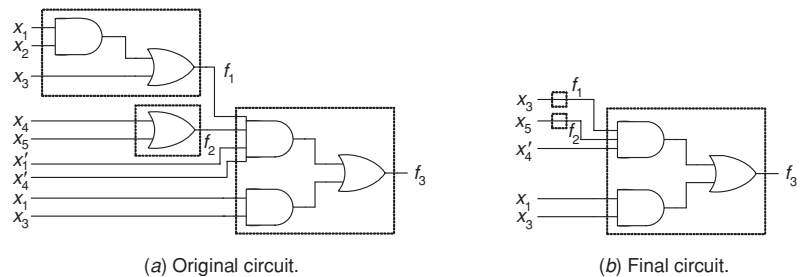 x₁
x₂
x₃
f₁
x₄
x₅
f₂
x₁′
x₄′
x₁
x₃
f₃
(a) Original circuit.
x₃
f₁
x₅
f₂
x₄′
x₁
x₃
f₃
(b) Final circuit.